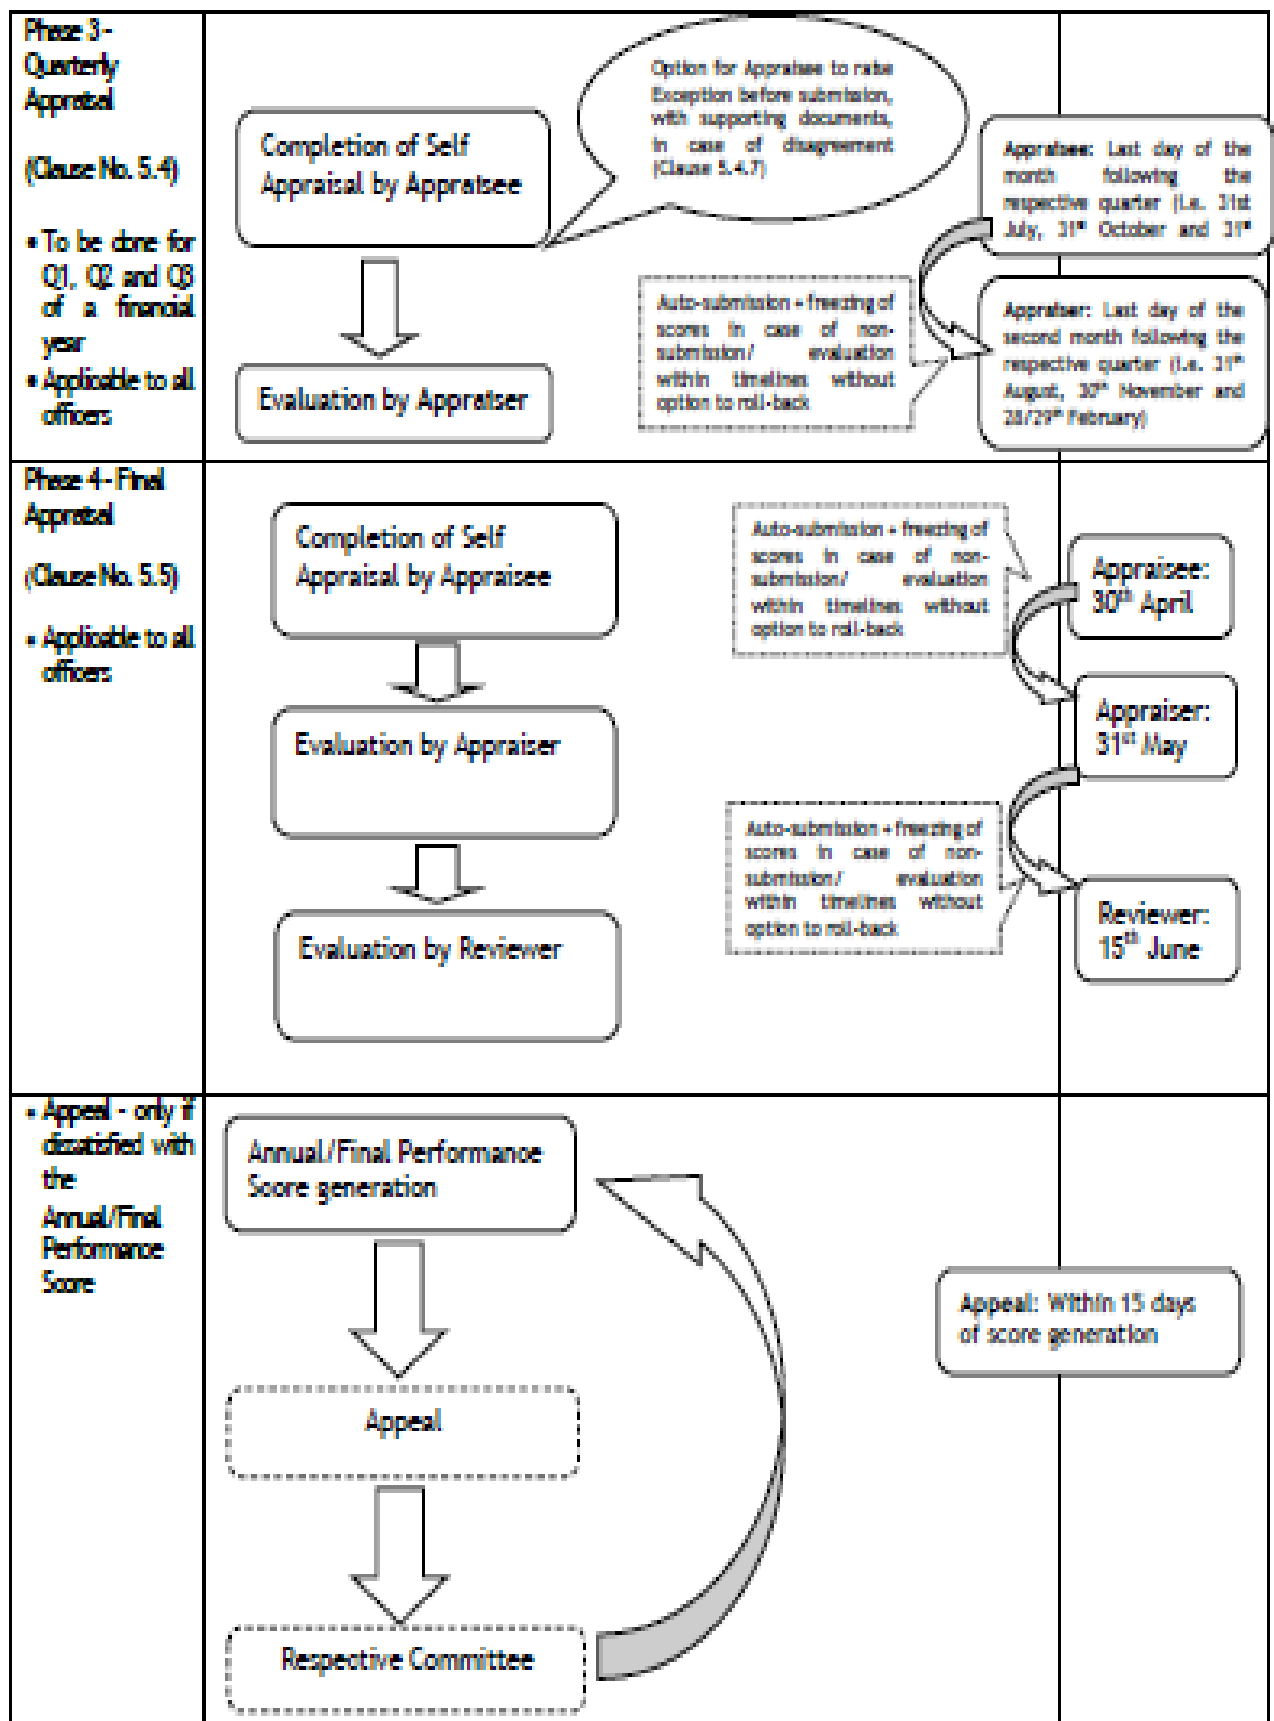 Phase 3 -
Quarterly
Appraisal
(Clause No. 5.4)
• To be done for
Q1, Q2 and Q3
of a financial
year
• Applicable to all
officers
Completion of Self
Appraisal by Appraisee
Evaluation by Appraiser
Option for Appraisee to raise
Exception before submission,
with supporting documents,
in case of disagreement
(Clause 5.4.7)
Auto-submission + freezing of
scores in case of non-
submission/ evaluation
within timelines without
option to roll-back
Appraisee: Last day of the
month following the
respective quarter (i.e. 31st
July, 31st October and 31st
Appraiser: Last day of the
second month following the
respective quarter (i.e. 31st
August, 30th November and
28/29th February)
Phase 4 - Final
Appraisal
(Clause No. 5.5)
• Applicable to all
officers
Completion of Self
Appraisal by Appraisee
Evaluation by Appraiser
Evaluation by Reviewer
Auto-submission + freezing of
scores in case of non-
submission/ evaluation
within timelines without
option to roll-back
Auto-submission + freezing of
scores in case of non-
submission/ evaluation
within timelines without
option to roll-back
Appraisee:
30th April
Appraiser:
31st May
Reviewer:
15th June
• Appeal - only if
dissatisfied with
the
Annual/Final
Performance
Score
Annual/Final Performance
Score generation
Appeal
Respective Committee
Appeal: Within 15 days
of score generation